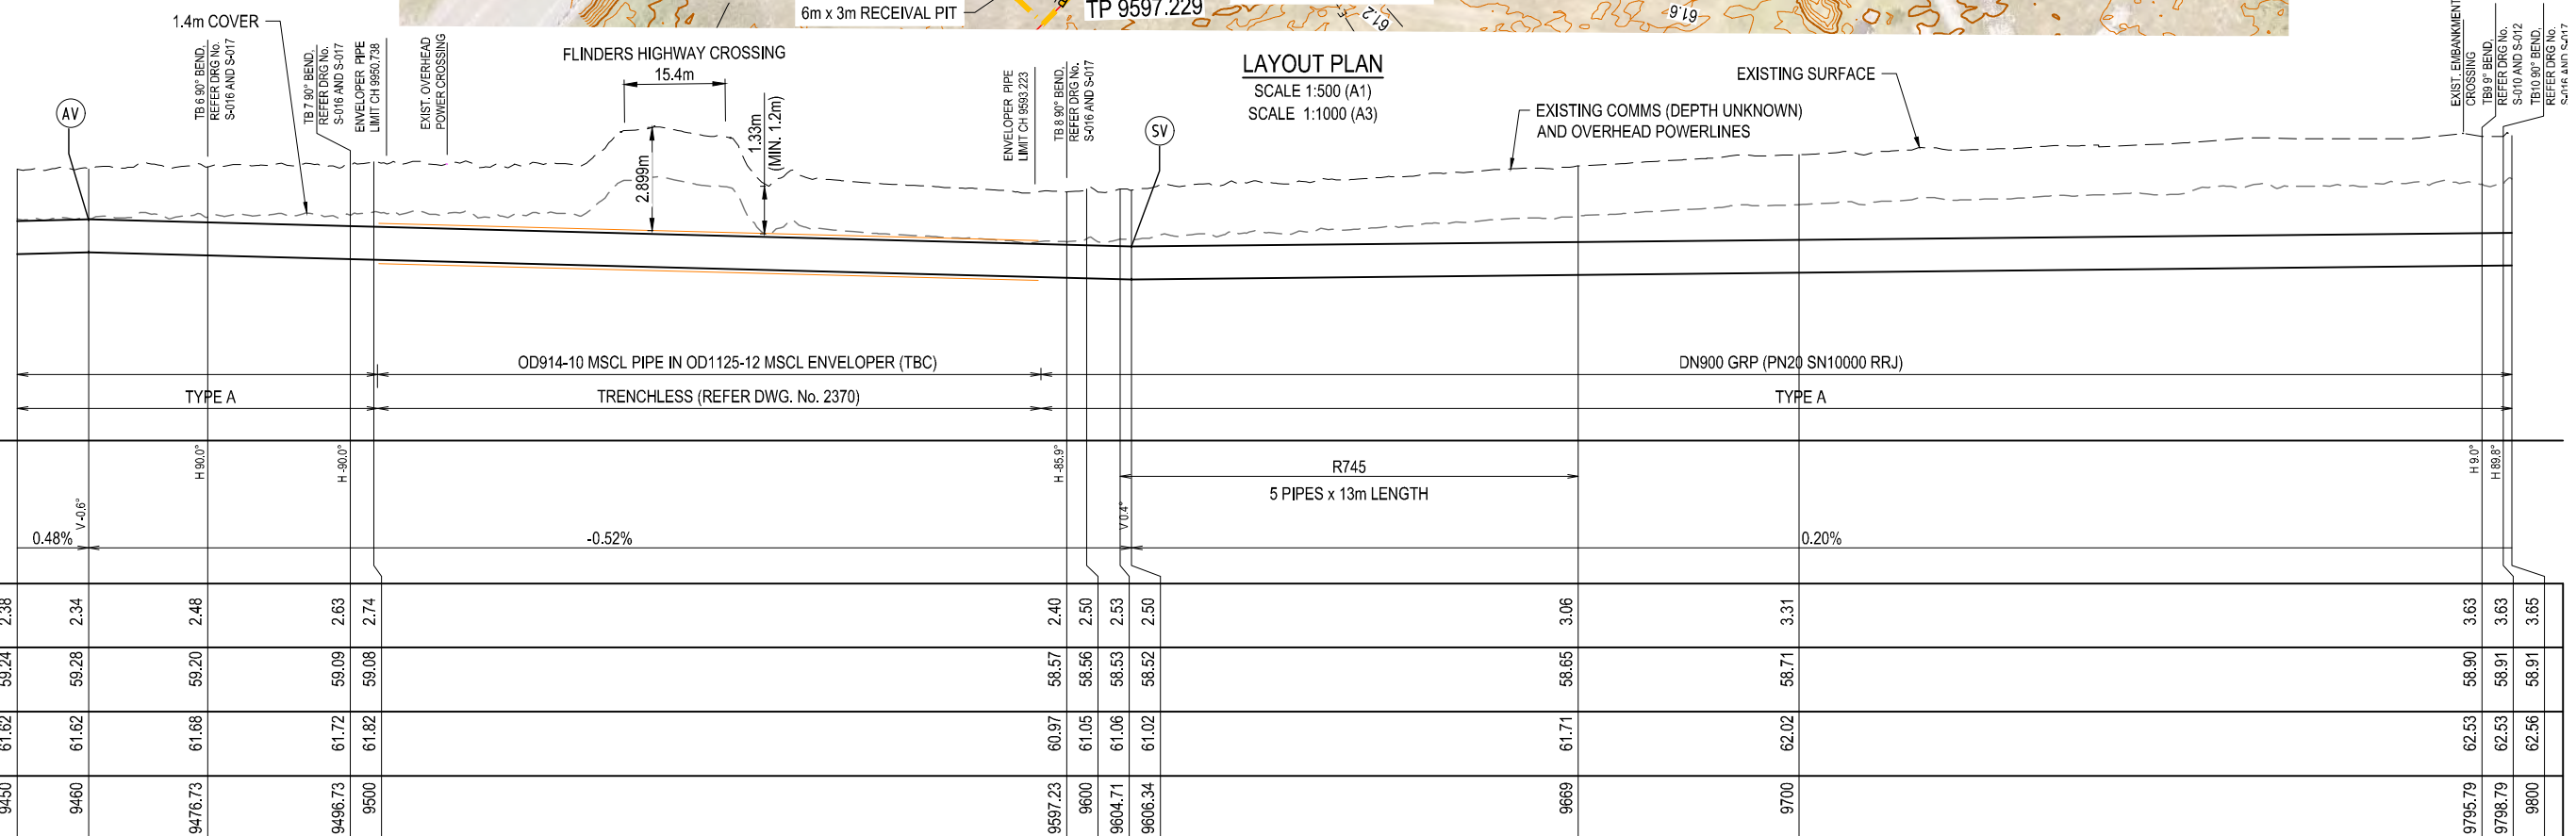 6m x 3m RECEIVAL PIT
TP 9597.229
61.2
61.6
1.4m COVER
AV
TB 6 90° BEND,
REFER DRG No.
S-016 AND S-017
TB 7 90° BEND,
REFER DRG No.
S-016 AND S-017
ENVELOPER PIPE
LIMIT CH 9950.738
EXIST. OVERHEAD
POWER CROSSING
FLINDERS HIGHWAY CROSSING
15.4m
2.899m
1.33m
(MIN. 1.2m)
ENVELOPER PIPE
LIMIT CH 9593.223
TB 8 90° BEND,
REFER DRG No.
S-016 AND S-017
SV
LAYOUT PLAN
SCALE 1:500 (A1)
SCALE 1:1000 (A3)
EXISTING COMMS (DEPTH UNKNOWN)
AND OVERHEAD POWERLINES
EXISTING SURFACE
EXIST. EMBANKMENT
CROSSING
TB9 9° BEND,
REFER DRG No.
S-010 AND S-012
TB10 90° BEND,
REFER DRG No.
S-016 AND S-017
OD914-10 MSCL PIPE IN OD1125-12 MSCL ENVELOPER (TBC)
DN900 GRP (PN20 SN10000 RRJ)
TYPE A
TRENCHLESS (REFER DWG. No. 2370)
TYPE A
H 90.0°
H -90.0°
H -85.9°
R745
5 PIPES x 13m LENGTH
H 9.0°
H 89.8°
V -0.6°
V 0.4°
0.48%
-0.52%
0.20%
2.38 2.34 2.48 2.63 2.74 2.40 2.50 2.53 2.50 3.06 3.31 3.63 3.63 3.65
59.24 59.28 59.20 59.09 59.08 58.57 58.56 58.53 58.52 58.65 58.71 58.90 58.91 58.91
61.62 61.62 61.68 61.72 61.82 60.97 61.05 61.06 61.02 61.71 62.02 62.53 62.53 62.56
9450 9460 9476.73 9496.73 9500 9597.23 9600 9604.71 9606.34 9669 9700 9795.79 9798.79 9800